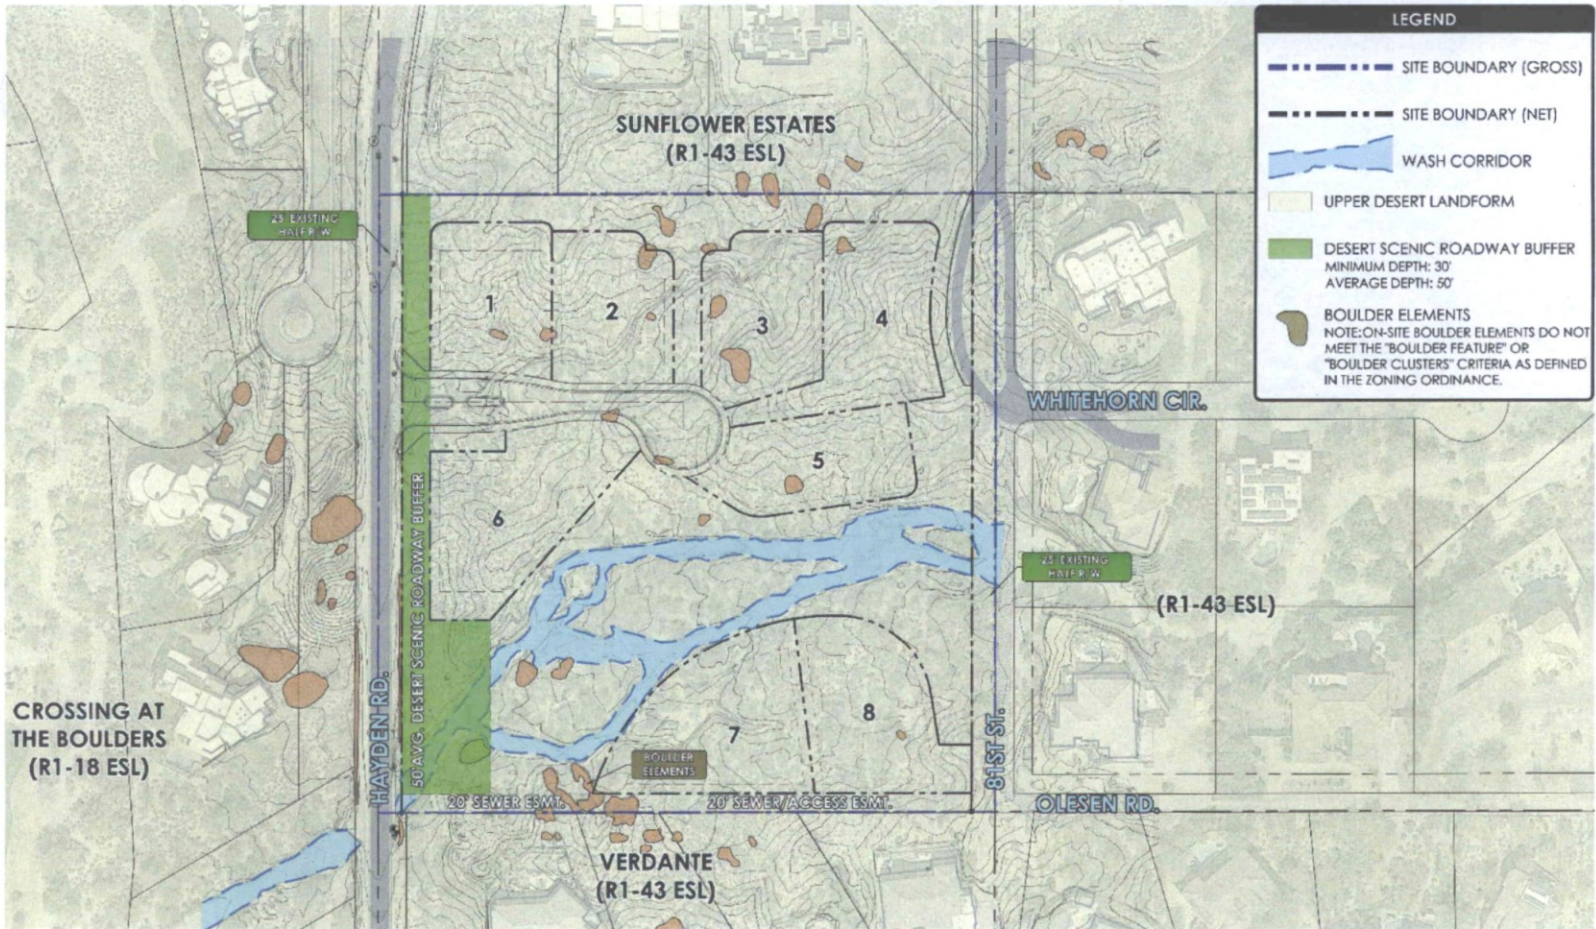 LEGEND
SITE BOUNDARY (GROSS)
SITE BOUNDARY (NET)
WASH CORRIDOR
UPPER DESERT LANDFORM
DESERT SCENIC ROADWAY BUFFER
MINIMUM DEPTH: 30'
AVERAGE DEPTH: 50'
BOULDER ELEMENTS
NOTE: ON-SITE BOULDER ELEMENTS DO NOT
MEET THE "BOULDER FEATURE" OR
"BOULDER CLUSTERS" CRITERIA AS DEFINED
IN THE ZONING ORDINANCE.
SUNFLOWER ESTATES
(R1-43 ESL)
25' EXISTING
HALF R/W
1
2
3
4
WHITEHORN CIR.
5
6
50' AVG. DESERT SCENIC ROADWAY BUFFER
25' EXISTING
HALF R/W
(R1-43 ESL)
CROSSING AT
THE BOULDERS
(R1-18 ESL)
HAYDEN RD.
7
8
81ST ST.
BOULDER
ELEMENTS
20' SEWER ESMT.
20' SEWER/ACCESS ESMT.
OLESEN RD.
VERDANTE
(R1-43 ESL)